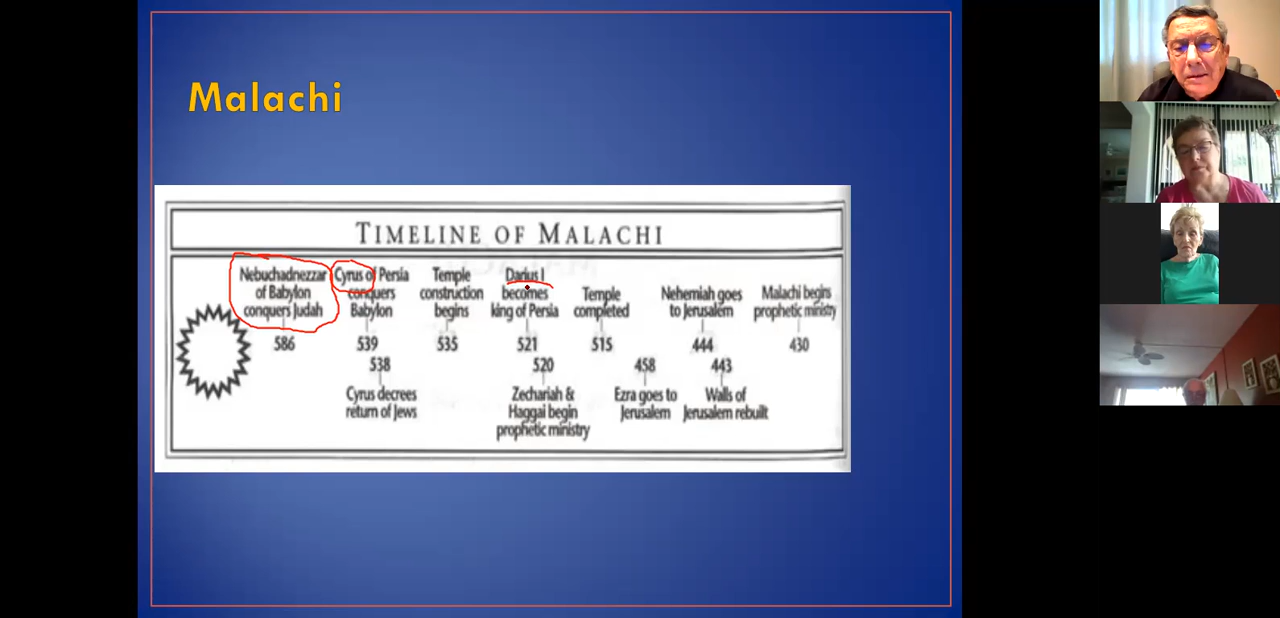 Malachi
TIMELINE OF MALACHI
Nebuchadnezzar
of Babylon
conquers Judah
586
Cyrus of Persia
conquers
Babylon
539
538
Cyrus decrees
return of Jews
Temple
construction
begins
535
Darius I
becomes
king of Persia
521
520
Zechariah &
Haggai begin
prophetic ministry
Temple
completed
515
458
Ezra goes to
Jerusalem
Nehemiah goes
to Jerusalem
444
443
Walls of
Jerusalem rebuilt
Malachi begins
prophetic ministry
430